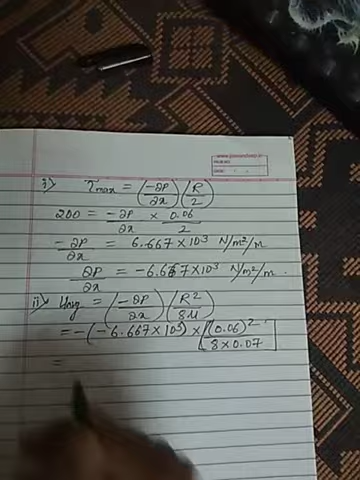 i) τmax = (-∂P/∂x) (R/2)
200 = -∂P/∂x × 0.06/2
-∂P/∂x = 6.667 × 10³ N/m²/m
∂P/∂x = -6.667 × 10³ N/m²/m.
ii) Uavg = (-∂P/∂x) (R²/8μ)
= -(-6.667 × 10³) × ((0.06)²/8 × 0.07)
=